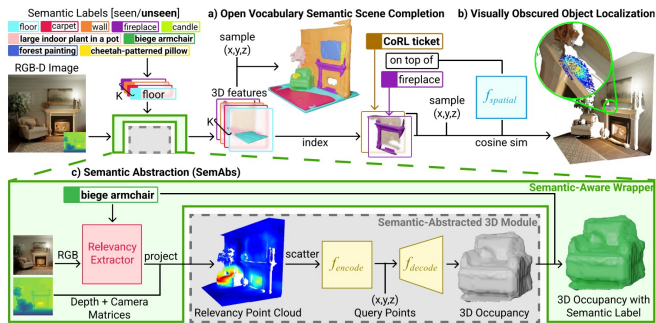 Semantic Labels [seen/unseen]
floor carpet wall fireplace candle
large indoor plant in a pot biege armchair
forest painting cheetah-patterned pillow
RGB-D Image
K
floor
a) Open Vocabulary Semantic Scene Completion
sample
(x,y,z)
3D features
K
index
CoRL ticket
on top of
fireplace
sample
(x,y,z)
f_spatial
cosine sim
b) Visually Obscured Object Localization
c) Semantic Abstraction (SemAbs)
Semantic-Aware Wrapper
biege armchair
RGB
Relevancy
Extractor
project
Depth + Camera
Matrices
Semantic-Abstracted 3D Module
Relevancy Point Cloud
scatter
f_encode
(x,y,z)
Query Points
f_decode
3D Occupancy
3D Occupancy with
Semantic Label